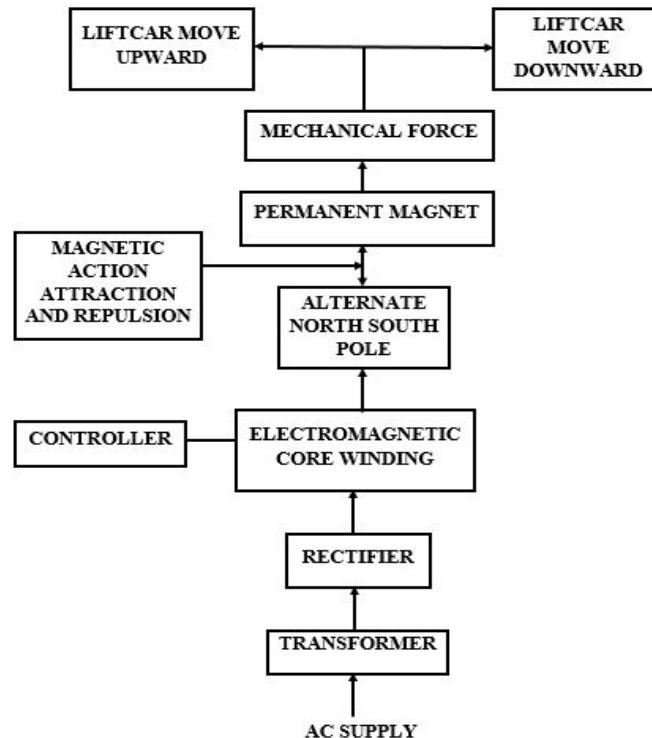 LIFTCAR MOVE
UPWARD
LIFTCAR
MOVE
DOWNWARD
MECHANICAL FORCE
PERMANENT MAGNET
MAGNETIC
ACTION
ATTRACTION
AND REPULSION
ALTERNATE
NORTH SOUTH
POLE
CONTROLLER
ELECTROMAGNETIC
CORE WINDING
RECTIFIER
TRANSFORMER
AC SUPPLY